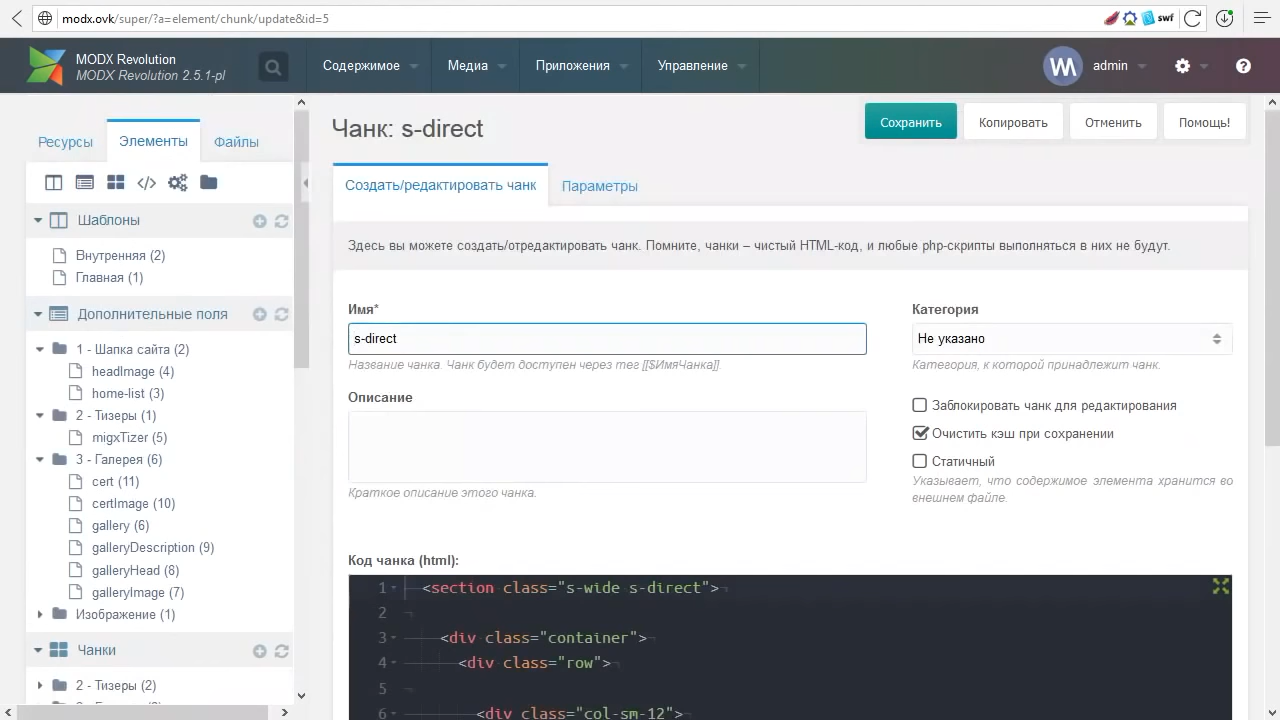 modx.ovk/super/?a=element/chunk/update&id=5
swf
MODX Revolution
MODX Revolution 2.5.1-pl
Содержимое
Медиа
Приложения
Управление
admin
Ресурсы
Элементы
Файлы
Шаблоны
Внутренняя (2)
Главная (1)
Дополнительные поля
1 - Шапка сайта (2)
headImage (4)
home-list (3)
2 - Тизеры (1)
migxTizer (5)
3 - Галерея (6)
cert (11)
certImage (10)
gallery (6)
galleryDescription (9)
galleryHead (8)
galleryImage (7)
Изображение (1)
Чанки
2 - Тизеры (2)
Чанк: s-direct
Сохранить
Копировать
Отменить
Помощь!
Создать/редактировать чанк
Параметры
Здесь вы можете создать/отредактировать чанк. Помните, чанки – чистый HTML-код, и любые php-скрипты выполняться в них не будут.
Имя*
s-direct
Название чанка. Чанк будет доступен через тег [[$ИмяЧанка]].
Описание
Краткое описание этого чанка.
Категория
Не указано
Категория, к которой принадлежит чанк.
Заблокировать чанк для редактирования
Очистить кэш при сохранении
Статичный
Указывает, что содержимое элемента хранится во
внешнем файле.
Код чанка (html):
1 <section class="s-wide s-direct">
2
3 <div class="container">
4 <div class="row">
5
6 <div class="col-sm-12">